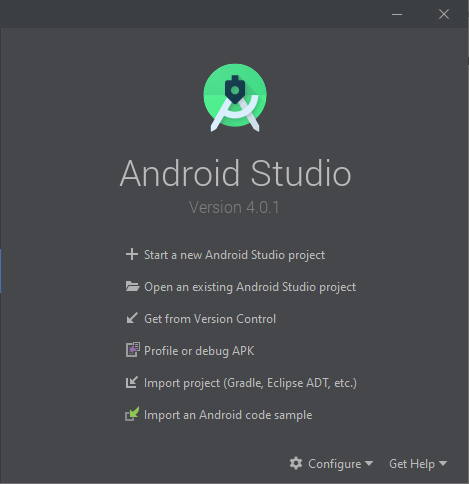 Android Studio
Version 4.0.1
Start a new Android Studio project
Open an existing Android Studio project
Get from Version Control
Profile or debug APK
Import project (Gradle, Eclipse ADT, etc.)
Import an Android code sample
Configure Get Help